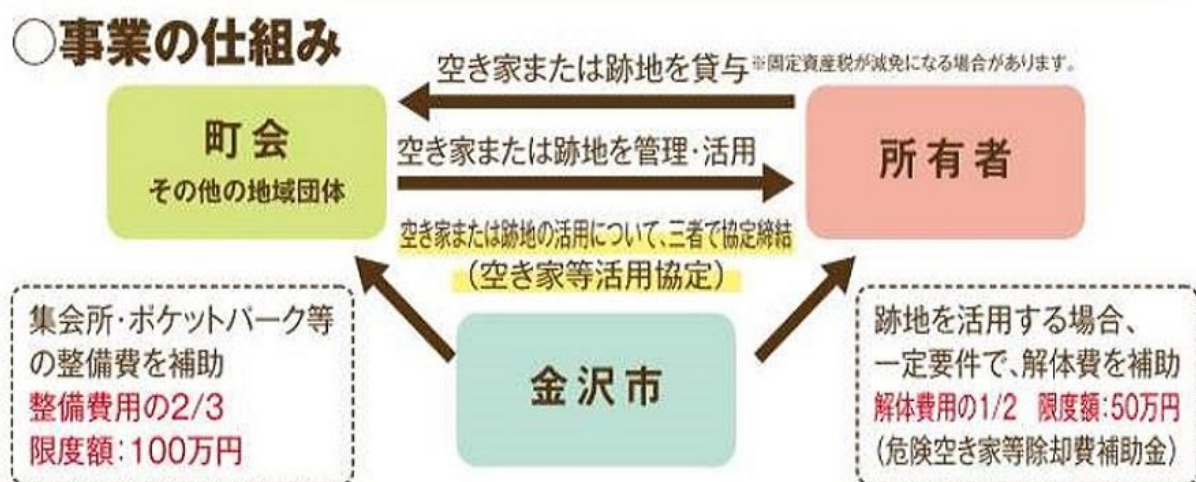 ○事業の仕組み
空き家または跡地を貸与※固定資産税が減免になる場合があります。
町会
その他の地域団体
空き家または跡地を管理・活用
所有者
空き家または跡地の活用について、三者で協定締結
(空き家等活用協定)
集会所・ポケットパーク等
の整備費を補助
整備費用の2/3
限度額:100万円
金沢市
跡地を活用する場合、
一定要件で、解体費を補助
解体費用の1/2 限度額:50万円
(危険空き家等除却費補助金)